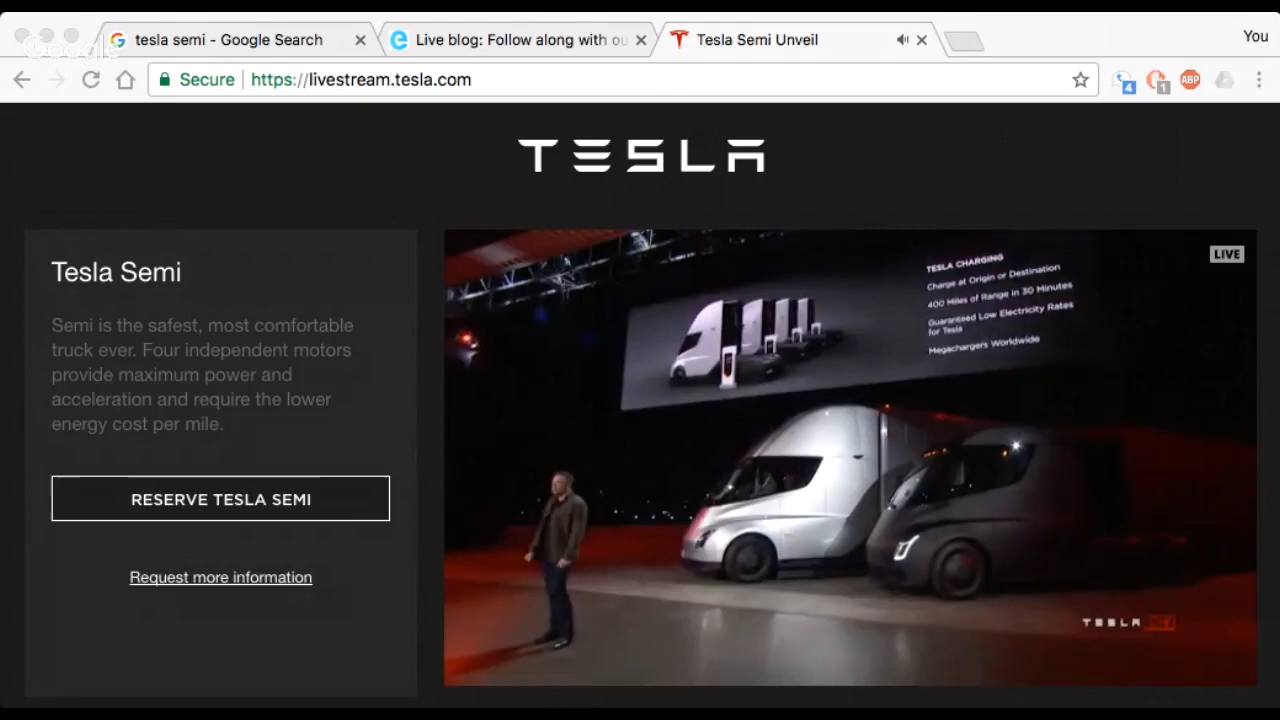 Google
tesla semi - Google Search
Live blog: Follow along with ou
Tesla Semi Unveil
You
Secure
https://livestream.tesla.com
4
1
ABP
TESLA
Tesla Semi
Semi is the safest, most comfortable
truck ever. Four independent motors
provide maximum power and
acceleration and require the lower
energy cost per mile.
RESERVE TESLA SEMI
Request more information
LIVE
TESLA CHARGING
Charge at Origin or Destination
400 Miles of Range in 30 Minutes
Guaranteed Low Electricity Rates
for Tesla
Megachargers Worldwide
TESLA